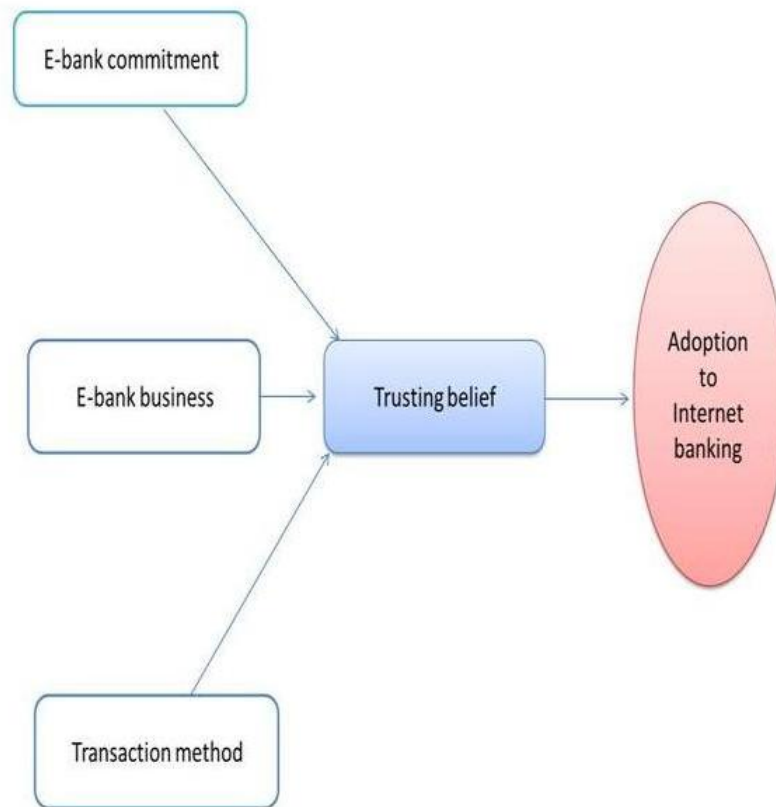 E-bank commitment
E-bank business
Trusting belief
Adoption
to
Internet
banking
Transaction method